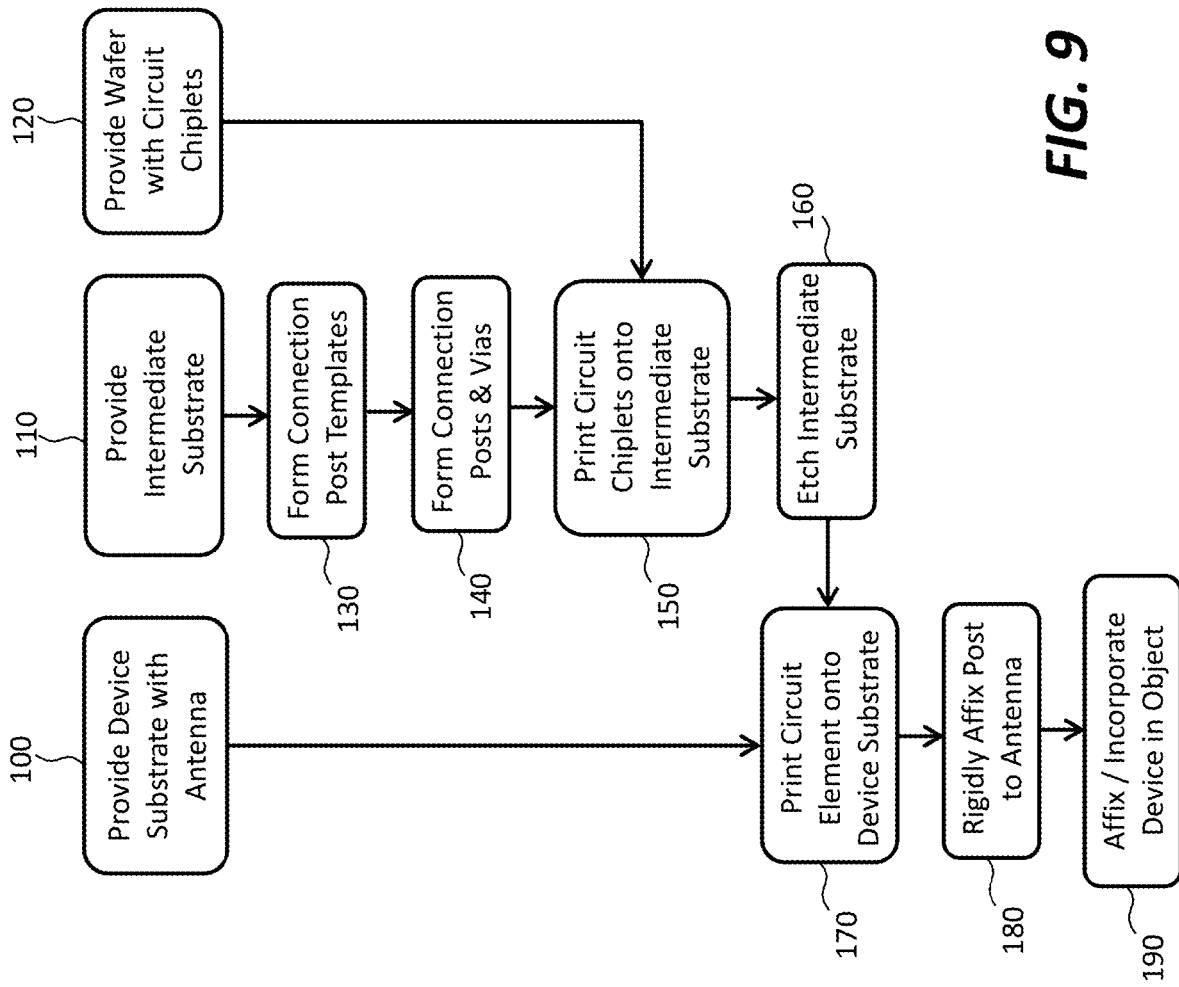 100
Provide Device
Substrate with
Antenna
110
Provide
Intermediate
Substrate
120
Provide Wafer
with Circuit
Chiplets
Form Connection
Post Templates
130
Form Connection
Posts & Vias
140
Print Circuit
Chiplets onto
Intermediate
Substrate
150
160
Etch Intermediate
Substrate
Print Circuit
Element onto
Device Substrate
170
Rigidly Affix Post
to Antenna
180
Affix / Incorporate
Device in Object
190
FIG. 9